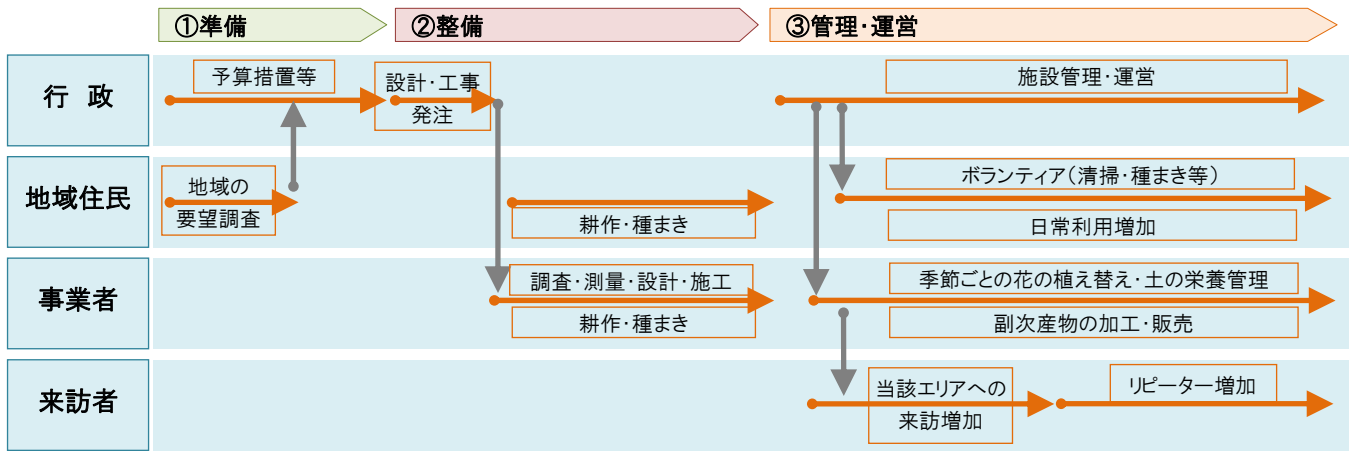 ①準備
②整備
③管理・運営
行　政
予算措置等
設計・工事
発注
施設管理・運営
地域住民
地域の
要望調査
耕作・種まき
ボランティア（清掃・種まき等）
日常利用増加
事業者
調査・測量・設計・施工
耕作・種まき
季節ごとの花の植え替え・土の栄養管理
副次産物の加工・販売
来訪者
当該エリアへの
来訪増加
リピーター増加